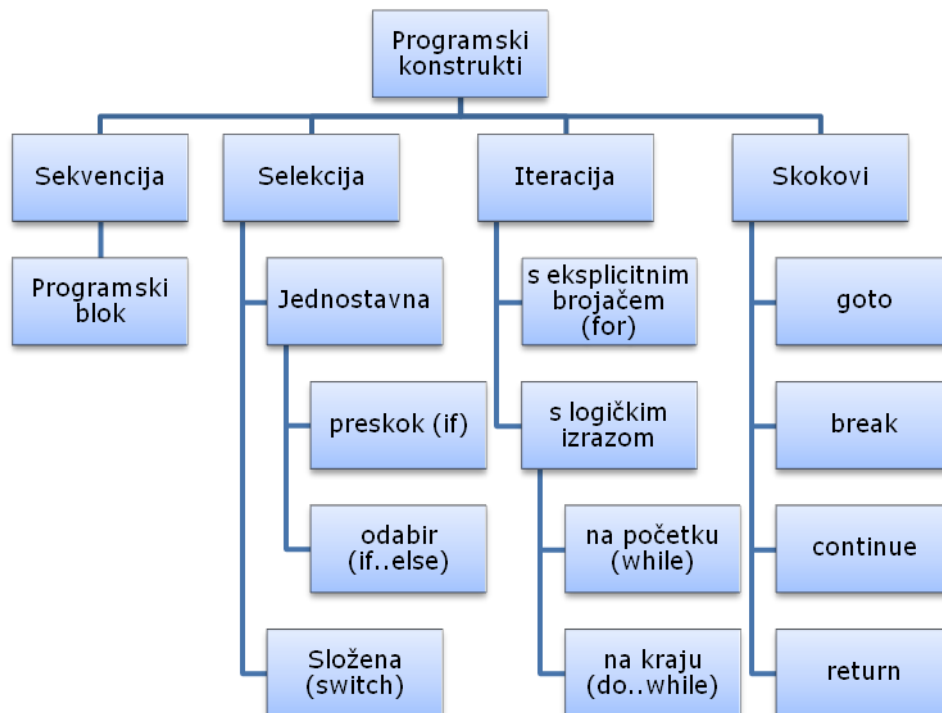 Programski
konstrukti
Sekvencija
Programski
blok
Selekcija
Jednostavna
preskok (if)
odabir
(if..else)
Složena
(switch)
Iteracija
s eksplicitnim
brojačem
(for)
s logičkim
izrazom
na početku
(while)
na kraju
(do..while)
Skokovi
goto
break
continue
return